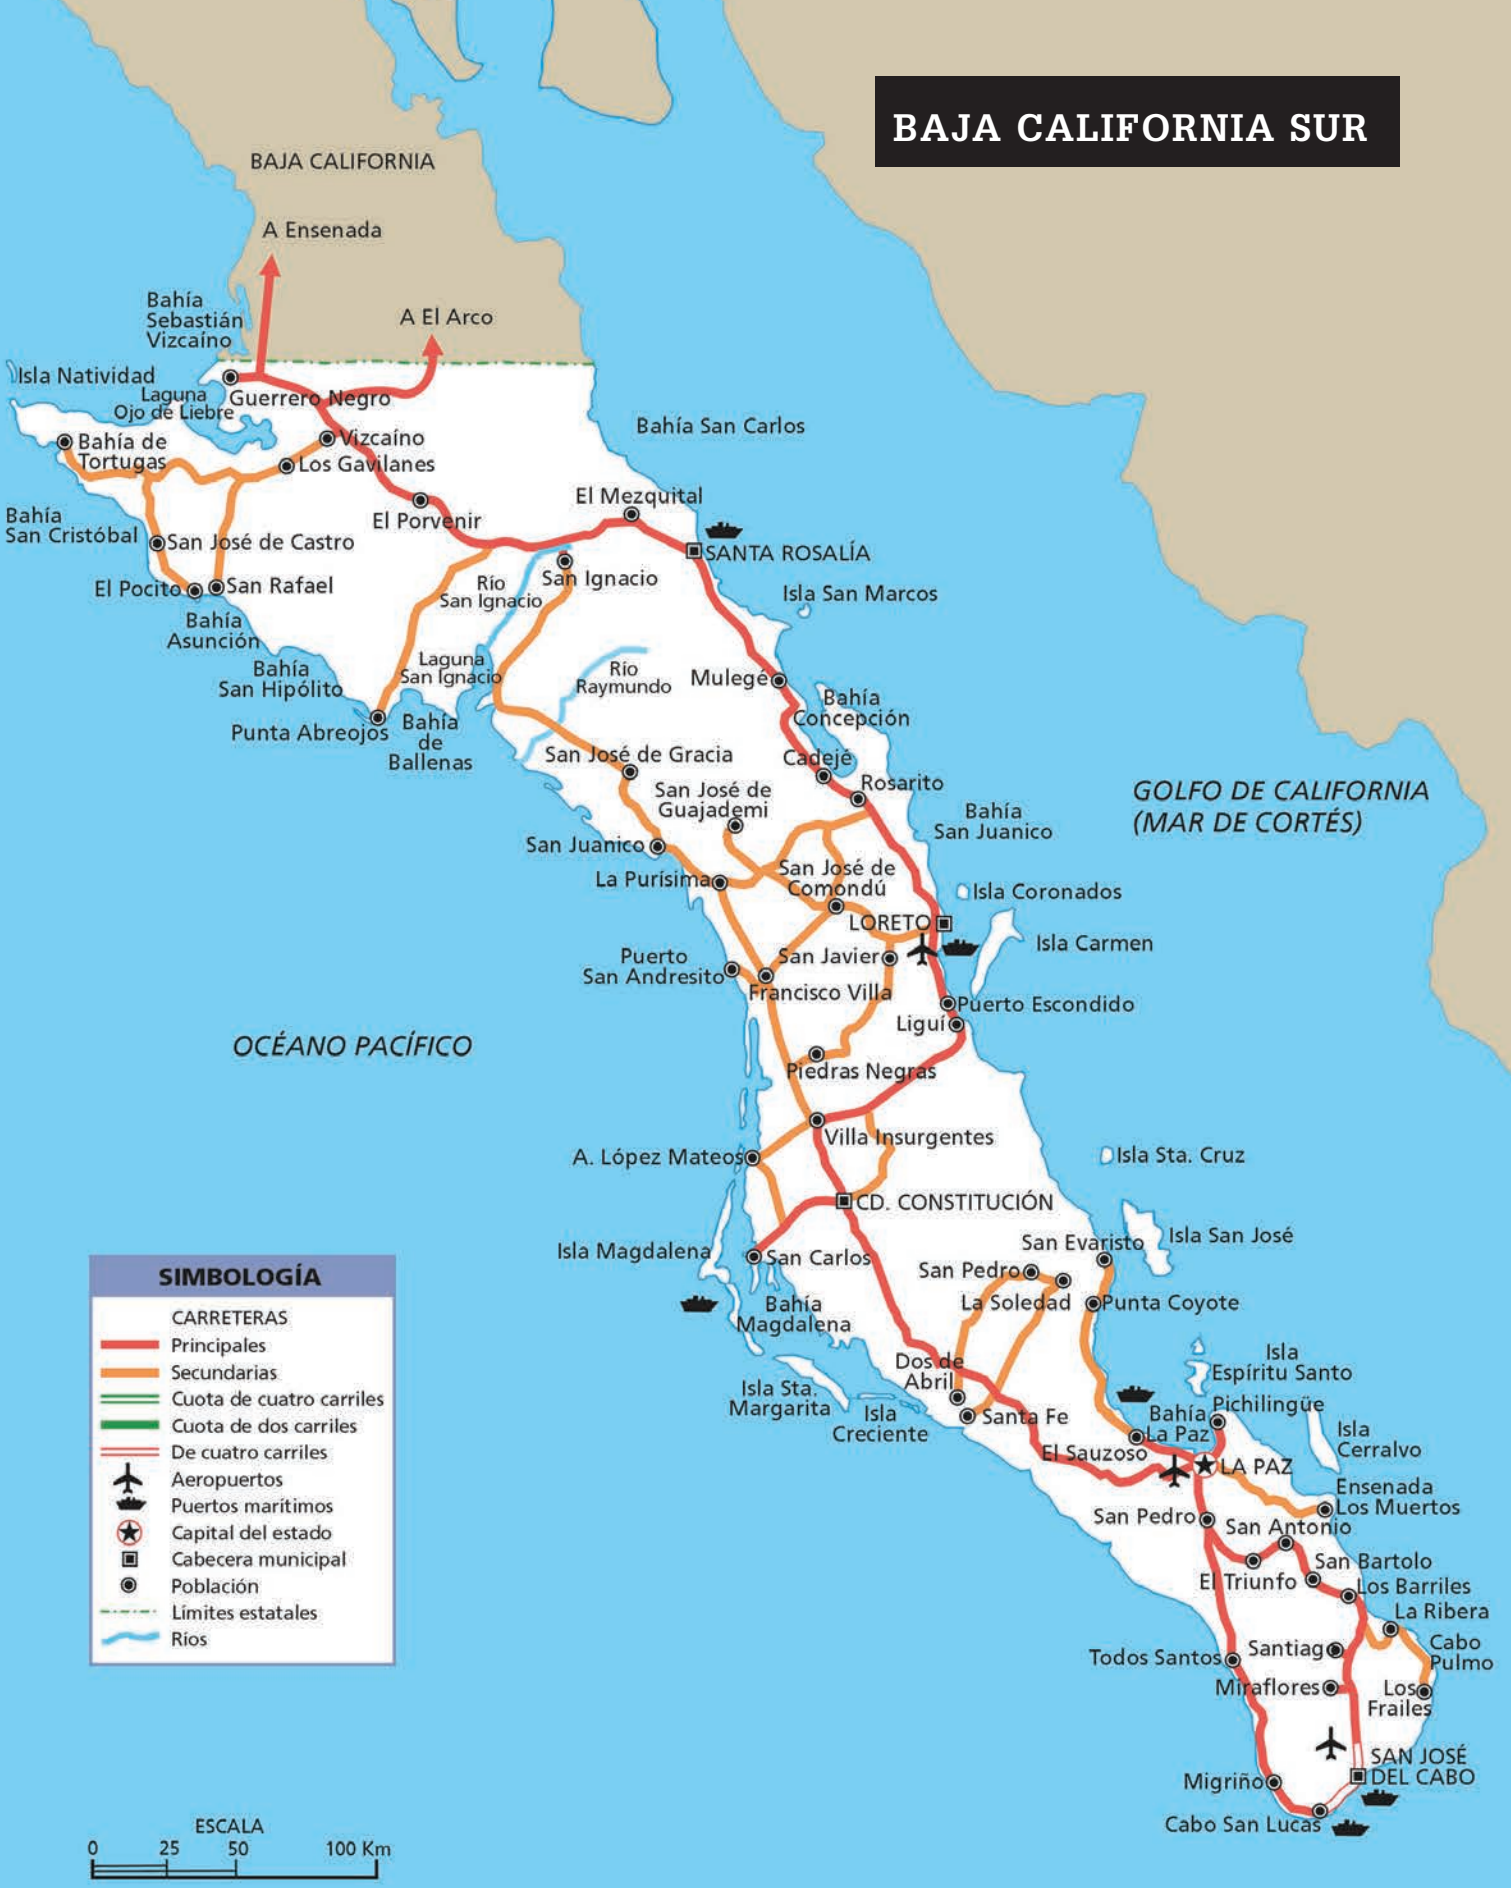 BAJA CALIFORNIA SUR
BAJA CALIFORNIA
A Ensenada
Bahía
Sebastián
Vizcaíno
A El Arco
Isla Natividad
Laguna
Ojo de Liebre
Guerrero Negro
Bahía San Carlos
Bahía de
Tortugas
Vizcaíno
Los Gavilanes
El Mezquital
El Porvenir
Bahía
San Cristóbal
San José de Castro
SANTA ROSALÍA
El Pocito
San Rafael
Río
San Ignacio
San Ignacio
Isla San Marcos
Bahía
Asunción
Bahía
San Hipólito
Laguna
San Ignacio
Río
Raymundo
Mulegé
Bahía
Concepción
Punta Abreojos
Bahía
de
Ballenas
San José de Gracia
Cadejé
Rosarito
San José de
Guajademi
GOLFO DE CALIFORNIA
(MAR DE CORTÉS)
Bahía
San Juanico
San Juanico
La Purísima
San José de
Comondú
Isla Coronados
LORETO
Isla Carmen
Puerto
San Andresito
San Javier
Francisco Villa
Puerto Escondido
Liguí
OCÉANO PACÍFICO
Piedras Negras
Villa Insurgentes
A. López Mateos
Isla Sta. Cruz
CD. CONSTITUCIÓN
Isla San José
San Evaristo
Isla Magdalena
San Carlos
San Pedro
La Soledad
Punta Coyote
Bahía
Magdalena
Isla
Espíritu Santo
Dos de
Abril
Isla Sta.
Margarita
Isla
Creciente
Santa Fe
Bahía
La Paz
Pichilingüe
Isla
Cerralvo
El Sauzoso
LA PAZ
Ensenada
Los Muertos
San Pedro
San Antonio
San Bartolo
El Triunfo
Los Barriles
La Ribera
Cabo
Pulmo
Todos Santos
Santiago
Miraflores
Los
Frailes
SAN JOSÉ
DEL CABO
Migriño
Cabo San Lucas
SIMBOLOGÍA
CARRETERAS
Principales
Secundarias
Cuota de cuatro carriles
Cuota de dos carriles
De cuatro carriles
Aeropuertos
Puertos marítimos
Capital del estado
Cabecera municipal
Población
Límites estatales
Ríos
ESCALA
0 25 50 100 Km